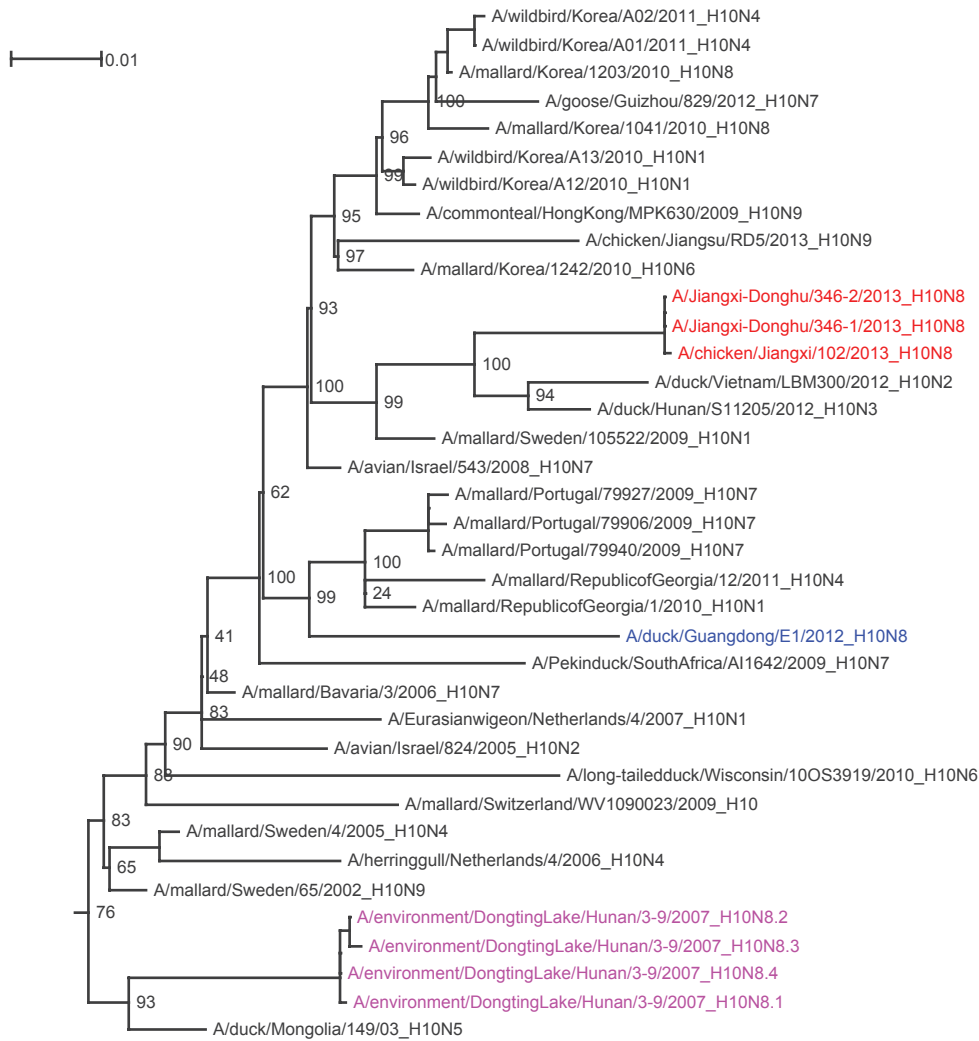 A/wildbird/Korea/A02/2011_H10N4
A/wildbird/Korea/A01/2011_H10N4
0.01
A/mallard/Korea/1203/2010_H10N8
100
A/goose/Guizhou/829/2012_H10N7
A/mallard/Korea/1041/2010_H10N8
96
A/wildbird/Korea/A13/2010_H10N1
99
A/wildbird/Korea/A12/2010_H10N1
95
A/commonteal/HongKong/MPK630/2009_H10N9
A/chicken/Jiangsu/RD5/2013_H10N9
97
A/mallard/Korea/1242/2010_H10N6
A/Jiangxi-Donghu/346-2/2013_H10N8
93
A/Jiangxi-Donghu/346-1/2013_H10N8
A/chicken/Jiangxi/102/2013_H10N8
100
A/duck/Vietnam/LBM300/2012_H10N2
100
94
A/duck/Hunan/S11205/2012_H10N3
99
A/mallard/Sweden/105522/2009_H10N1
A/avian/Israel/543/2008_H10N7
62
A/mallard/Portugal/79927/2009_H10N7
A/mallard/Portugal/79906/2009_H10N7
A/mallard/Portugal/79940/2009_H10N7
100
100
A/mallard/RepublicofGeorgia/12/2011_H10N4
99
24
A/mallard/RepublicofGeorgia/1/2010_H10N1
41
A/duck/Guangdong/E1/2012_H10N8
A/Pekinduck/SouthAfrica/AI1642/2009_H10N7
48
A/mallard/Bavaria/3/2006_H10N7
83
A/Eurasianwigeon/Netherlands/4/2007_H10N1
90
A/avian/Israel/824/2005_H10N2
83
A/long-tailedduck/Wisconsin/10OS3919/2010_H10N6
A/mallard/Switzerland/WV1090023/2009_H10
83
A/mallard/Sweden/4/2005_H10N4
65
A/herringgull/Netherlands/4/2006_H10N4
A/mallard/Sweden/65/2002_H10N9
76
A/environment/DongtingLake/Hunan/3-9/2007_H10N8.2
A/environment/DongtingLake/Hunan/3-9/2007_H10N8.3
A/environment/DongtingLake/Hunan/3-9/2007_H10N8.4
93
A/environment/DongtingLake/Hunan/3-9/2007_H10N8.1
A/duck/Mongolia/149/03_H10N5